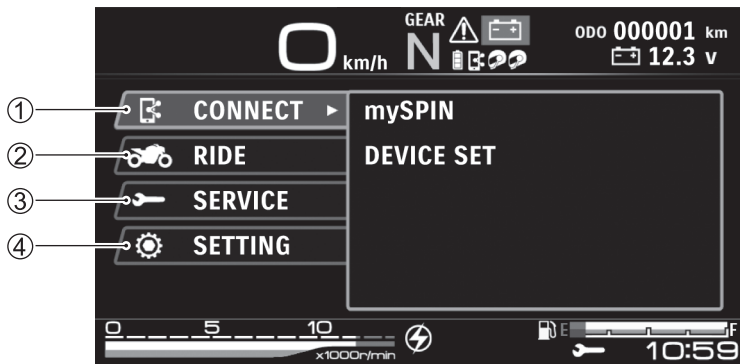 GEAR
0 km/h N
ODO 000001 km
12.3 V
1 CONNECT
2 RIDE
3 SERVICE
4 SETTING
mySPIN
DEVICE SET
0 5 10
x1000r/min
E F
10:59